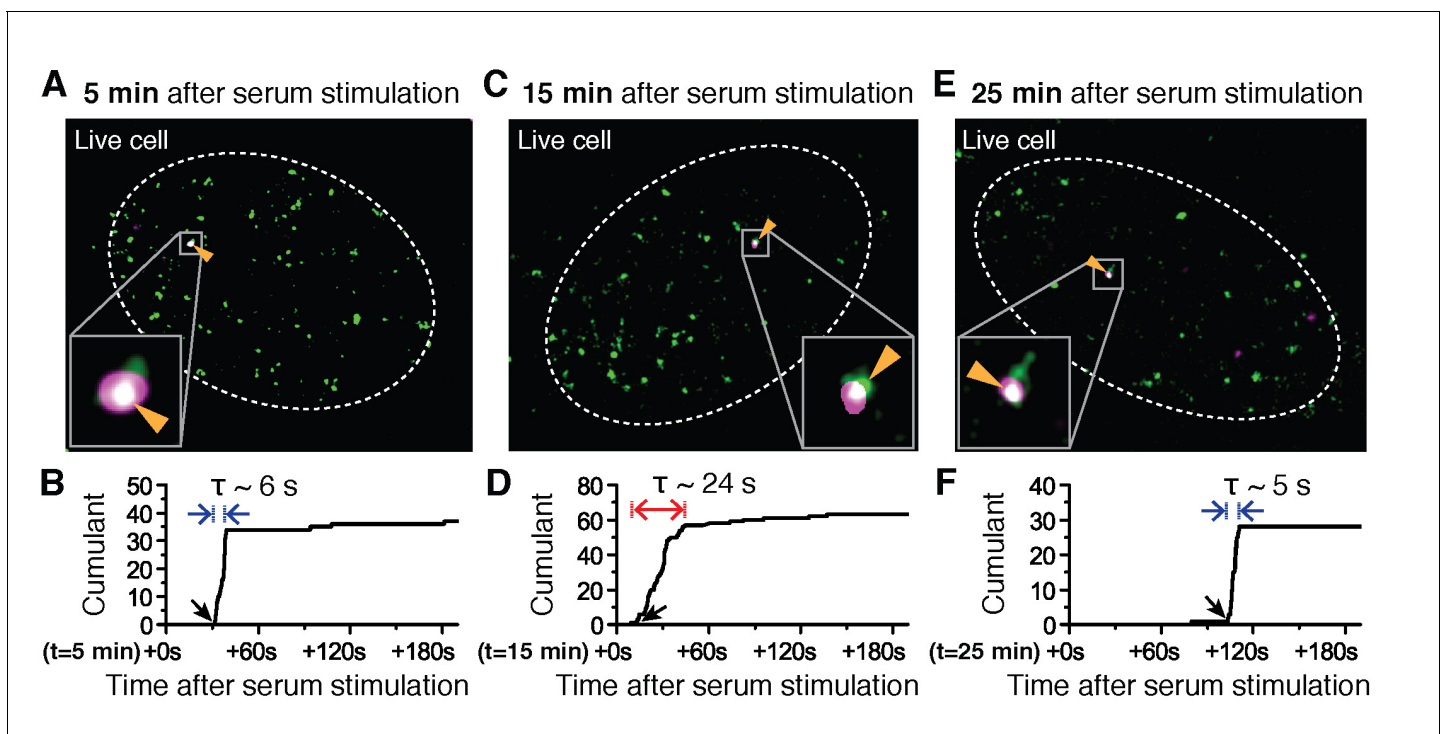 A 5 min after serum stimulation
Live cell
C 15 min after serum stimulation
Live cell
E 25 min after serum stimulation
Live cell
B
τ ~ 6 s
Cumulant
50
40
30
20
10
0
(t=5 min) +0s +60s +120s +180s
Time after serum stimulation
D
τ ~ 24 s
Cumulant
80
60
40
20
0
(t=15 min) +0s +60s +120s +180s
Time after serum stimulation
F
τ ~ 5 s
Cumulant
40
30
20
10
0
(t=25 min) +0s +60s +120s +180s
Time after serum stimulation